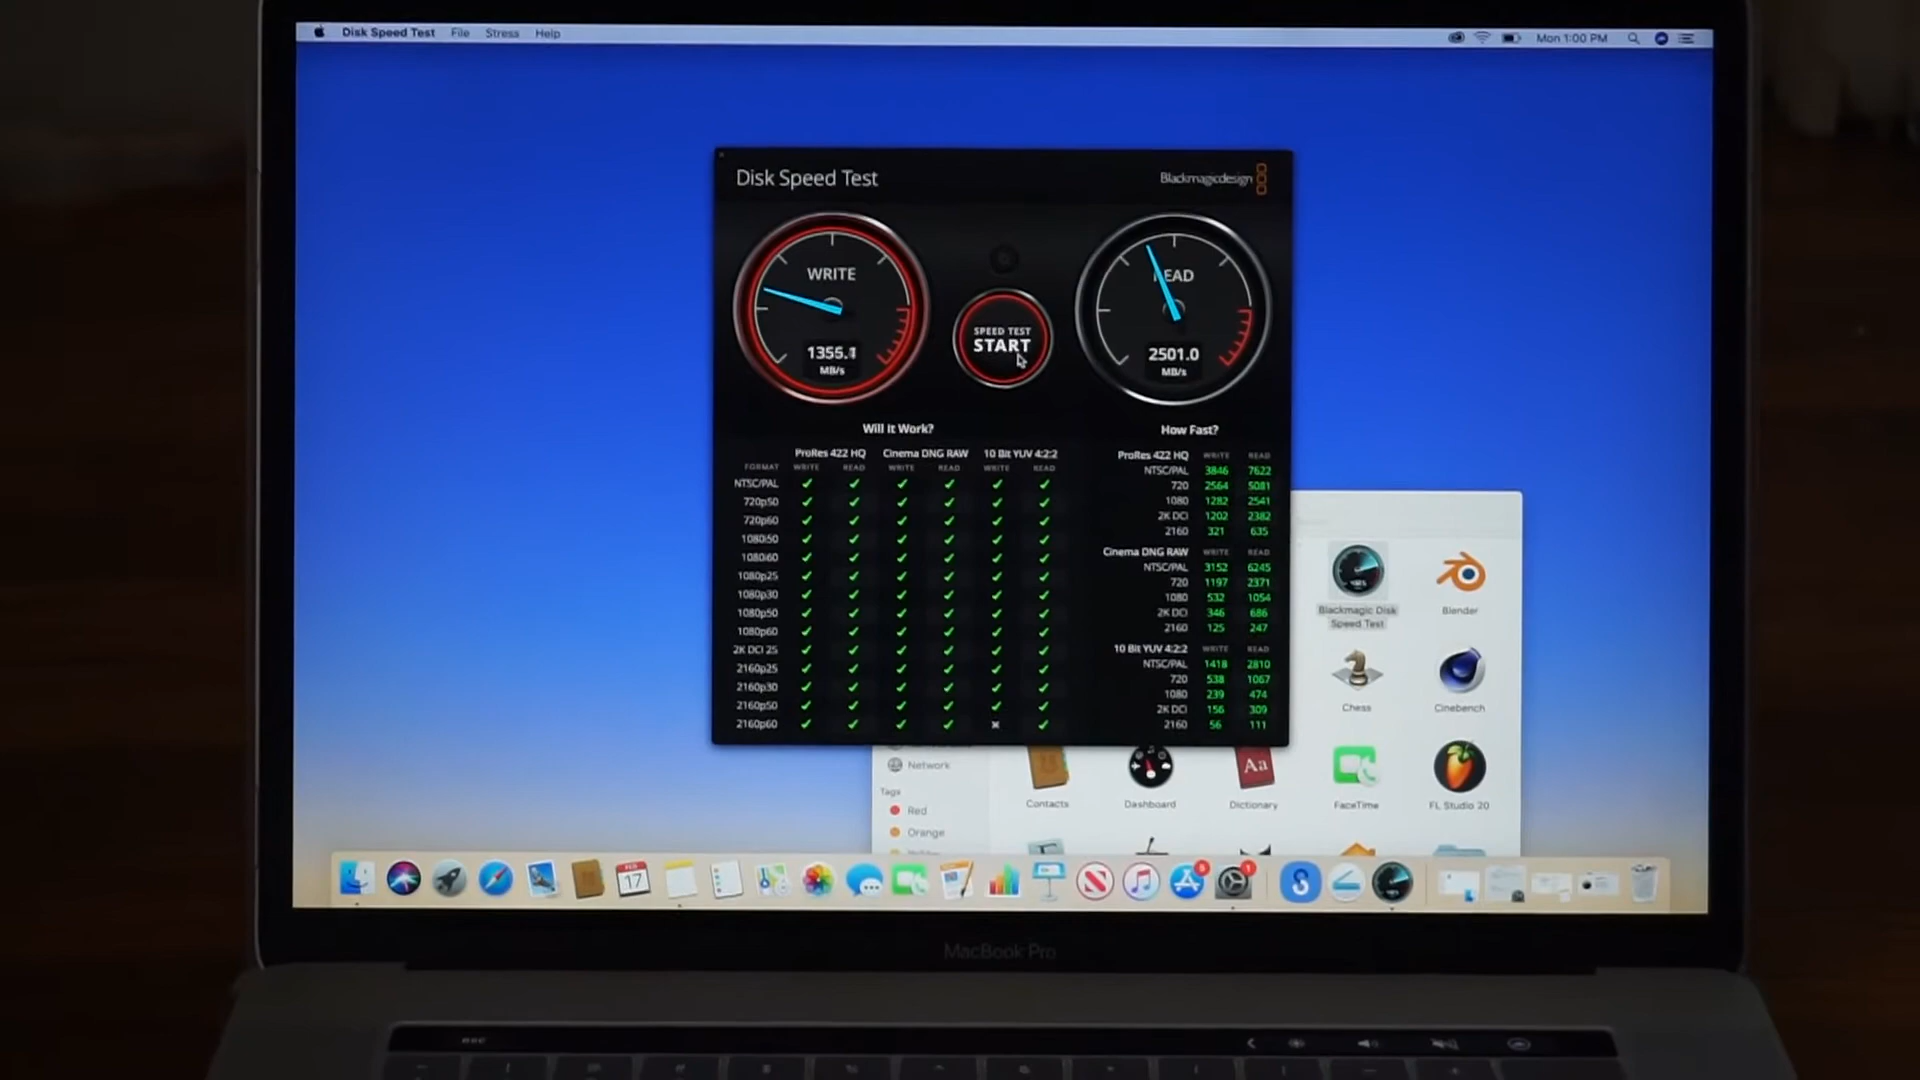 Disk Speed Test File Stress Help
Mon 1:00 PM
Disk Speed Test
Blackmagicdesign
WRITE
1355.1
MB/s
SPEED TEST
START
READ
2501.0
MB/s
Will it Work?
ProRes 422 HQ Cinema DNG RAW 10 Bit YUV 4:2:2
FORMAT WRITE READ WRITE READ WRITE READ
NTSC/PAL
720p50
720p60
1080i50
1080i60
1080p25
1080p30
1080p50
1080p60
2K DCI 25
2160p25
2160p30
2160p50
2160p60
How Fast?
ProRes 422 HQ WRITE READ
NTSC/PAL 3846 7622
720 2564 5081
1080 1282 2541
2K DCI 1202 2382
2160 321 635
Cinema DNG RAW WRITE READ
NTSC/PAL 3152 6245
720 1197 2371
1080 532 1054
2K DCI 346 686
2160 125 247
10 Bit YUV 4:2:2 WRITE READ
NTSC/PAL 1418 2810
720 538 1067
1080 239 474
2K DCI 156 309
2160 56 111
Blackmagic Disk
Speed Test
Blender
Chess
Cinebench
Network
Tags
Red
Orange
Aa
Contacts
Dashboard
Dictionary
FaceTime
FL Studio 20
FEB
17
5
1
MacBook Pro
esc